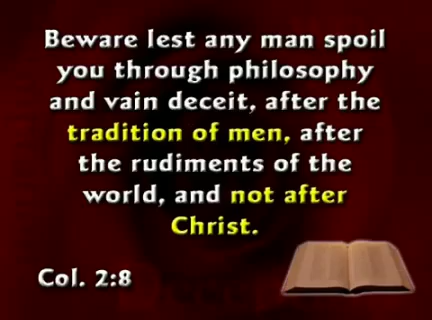 Beware lest any man spoil
you through philosophy
and vain deceit, after the
tradition of men, after
the rudiments of the
world, and not after
Christ.
Col. 2:8